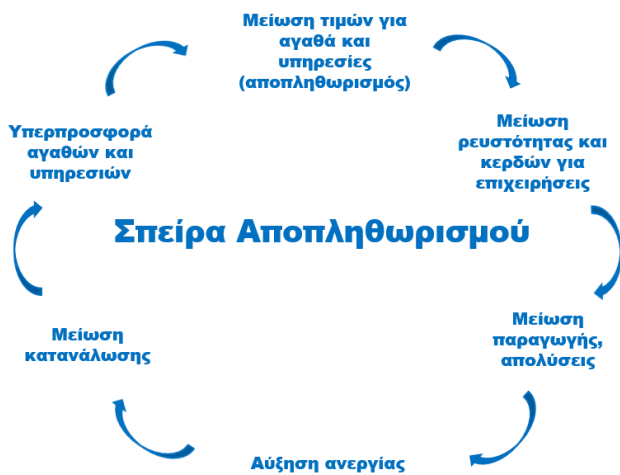 Μείωση τιμών για
αγαθά και
υπηρεσίες
(αποπληθωρισμός)
Μείωση
ρευστότητας και
κερδών για
επιχειρήσεις
Μείωση
παραγωγής,
απολύσεις
Αύξηση ανεργίας
Μείωση
κατανάλωσης
Υπερπροσφορά
αγαθών και
υπηρεσιών
Σπείρα Αποπληθωρισμού